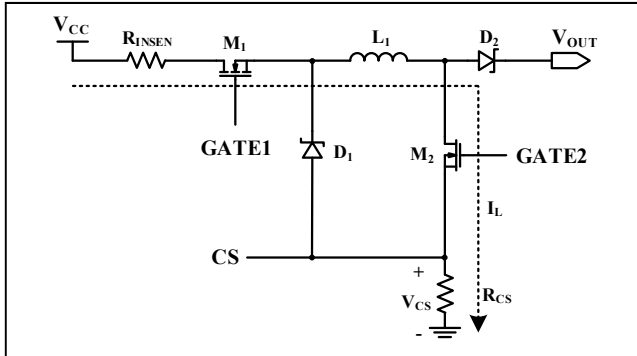 VCC
RINSEN
M1
L1
D2
VOUT
GATE1
D1
M2
GATE2
IL
CS
+
VCS
RCS
-